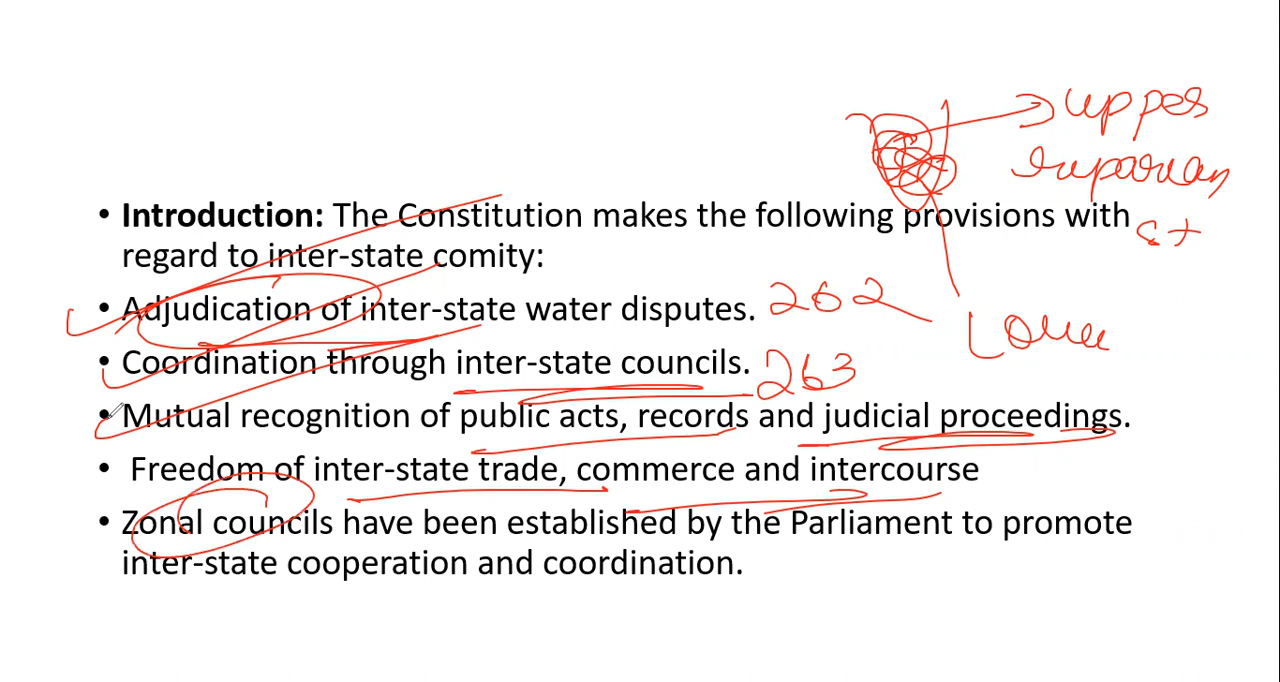 upper
riparian
st
• Introduction: The Constitution makes the following provisions with
regard to inter-state comity:
• Adjudication of inter-state water disputes. 262
Lower
• Coordination through inter-state councils. 263
• Mutual recognition of public acts, records and judicial proceedings.
• Freedom of inter-state trade, commerce and intercourse
• Zonal councils have been established by the Parliament to promote
inter-state cooperation and coordination.